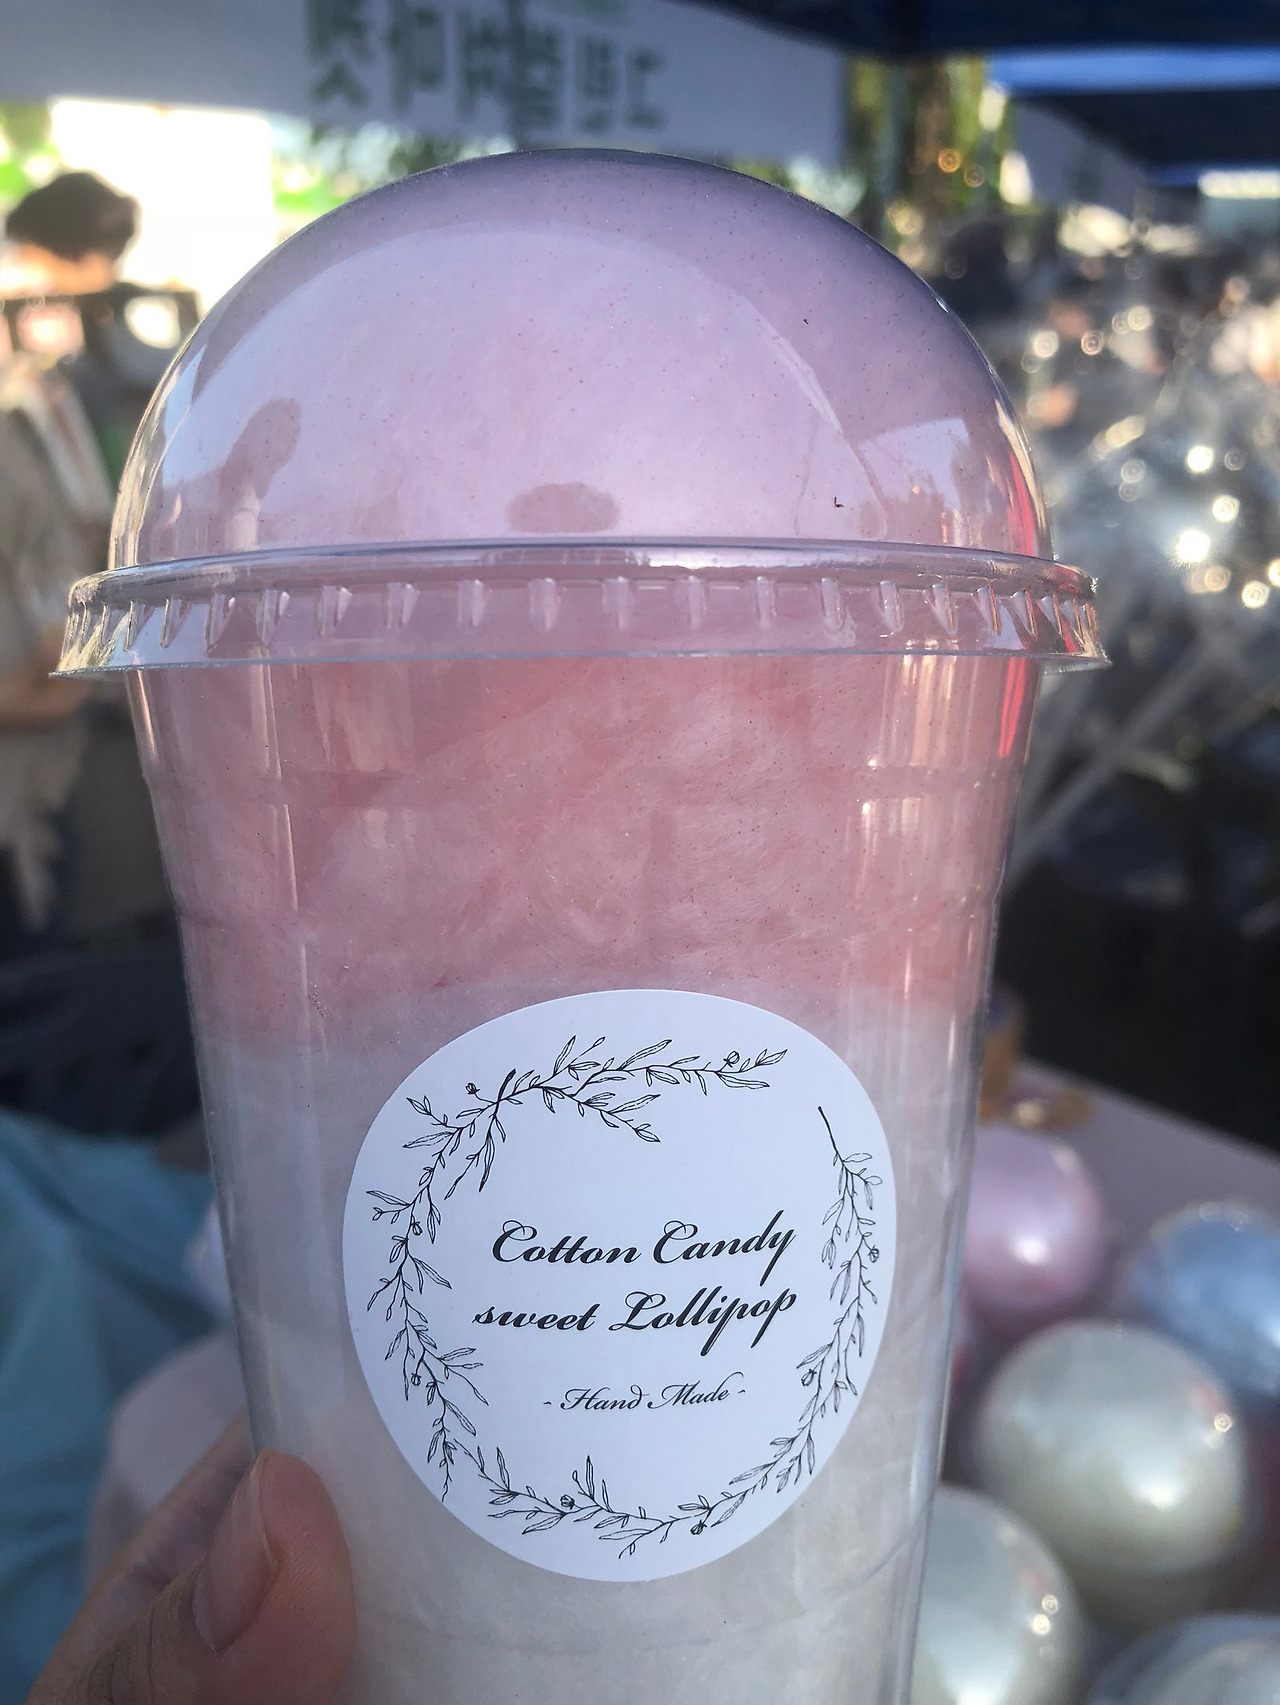 Cotton Candy
sweet Lollipop
- Hand Made -